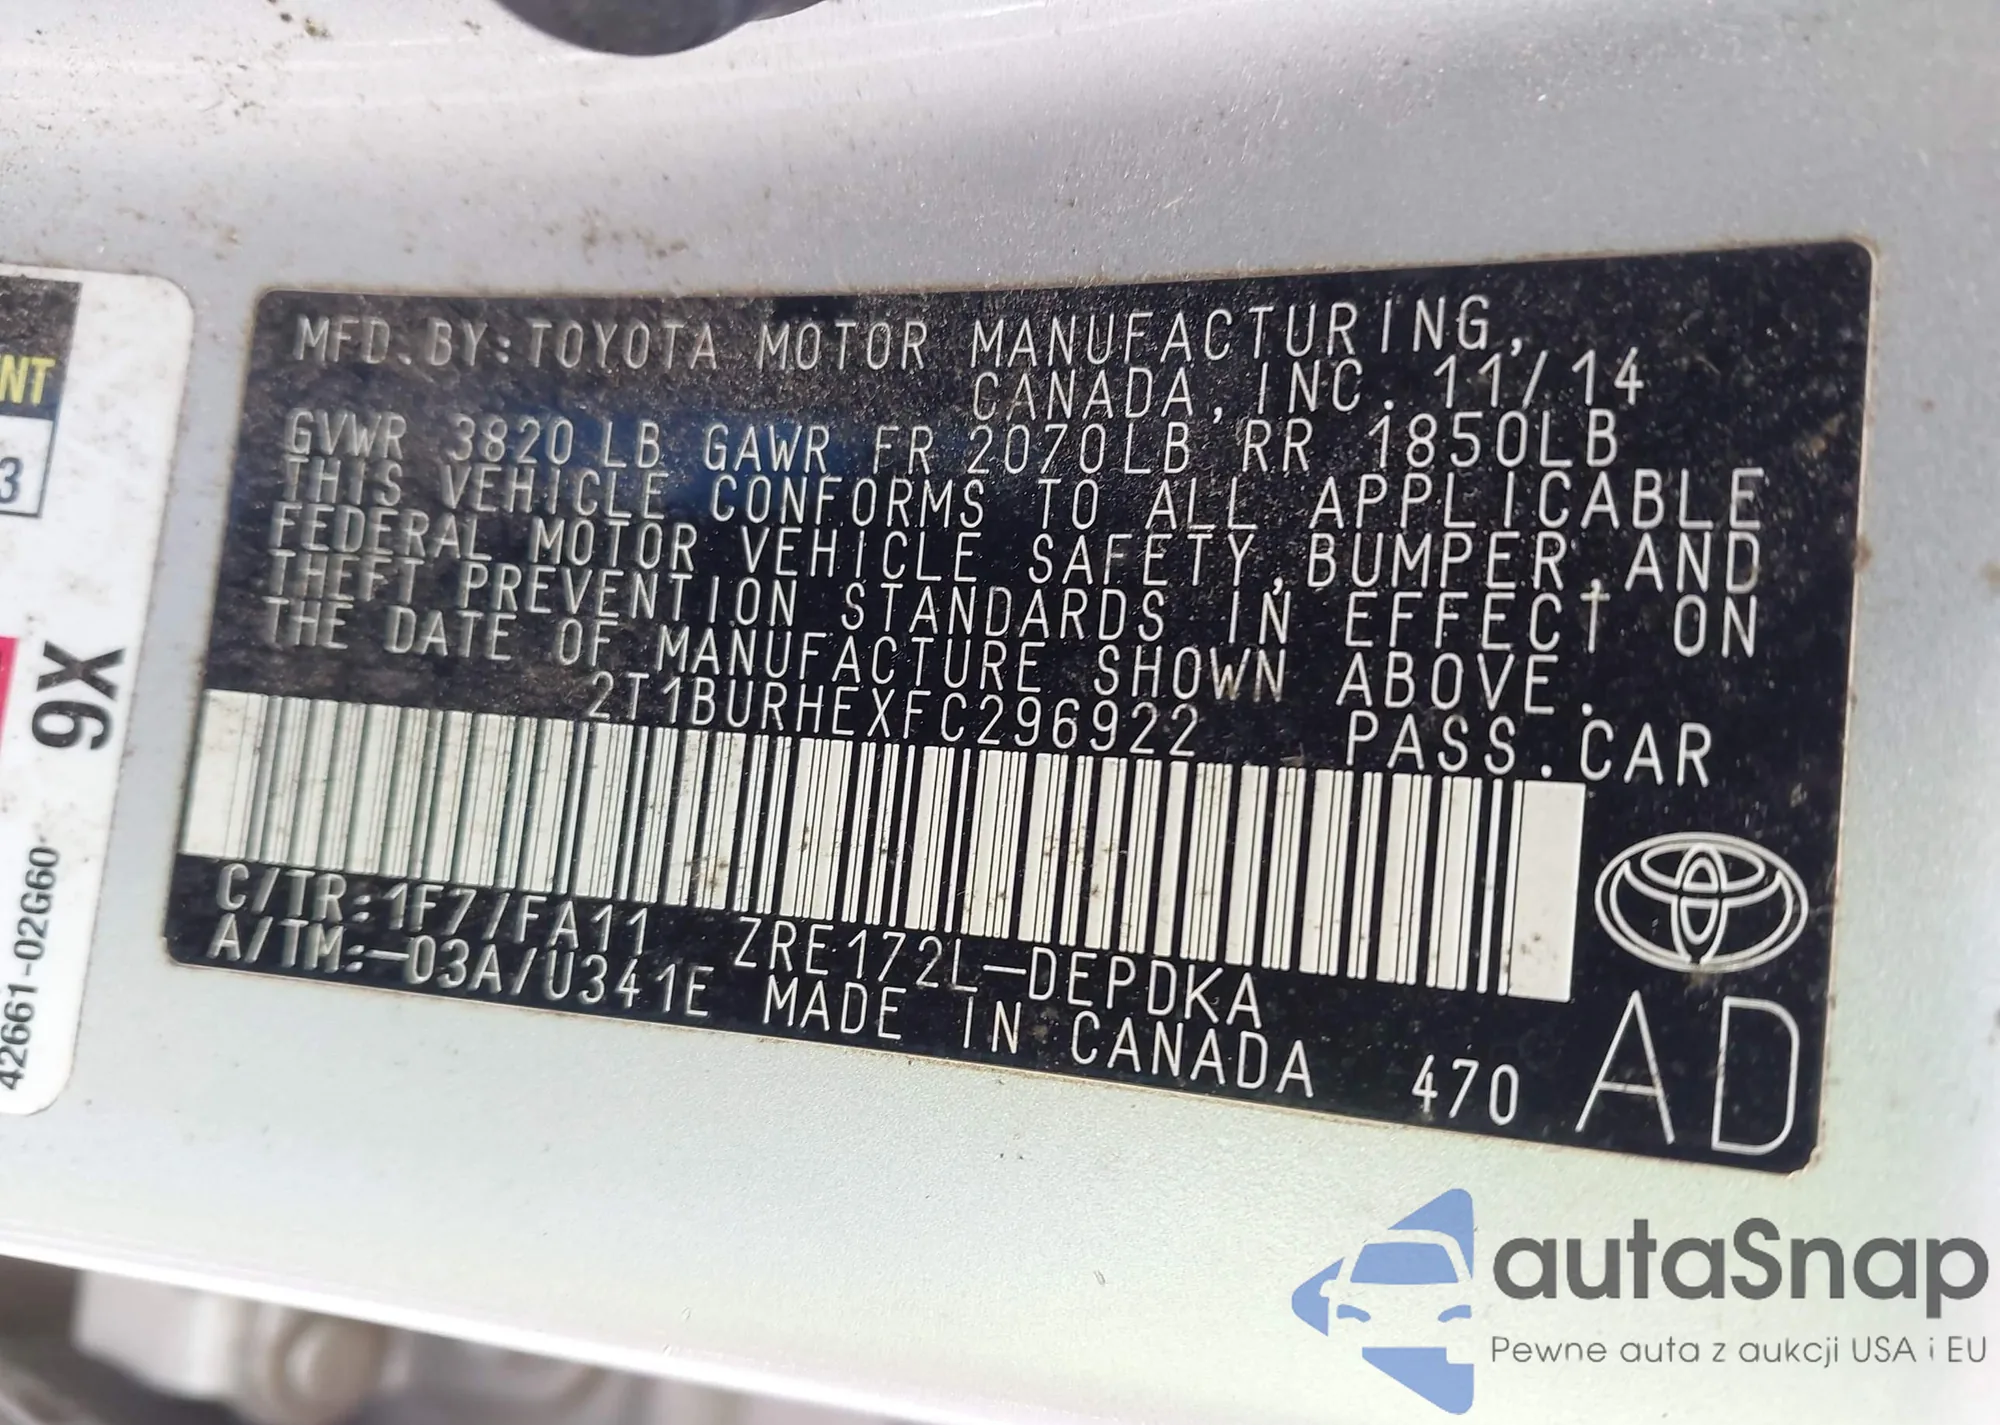 MFD. BY: TOYOTA MOTOR MANUFACTURING,
CANADA, INC. 11/14
GVWR 3820 LB GAWR FR 2070LB RR 1850LB
THIS VEHICLE CONFORMS TO ALL APPLICABLE
FEDERAL MOTOR VEHICLE SAFETY, BUMPER, AND
THEFT PREVENTION STANDARDS IN EFFECT ON
THE DATE OF MANUFACTURE SHOWN ABOVE.
2T1BURHEXFC296922 PASS. CAR
C/TR: 1F7/FA11 ZRE172L-DEPDKA
A/TM:-03A/U341E MADE IN CANADA 470 AD
NT
3
9X
42661-02G60
autaSnap
Pewne auta z aukcji USA i EU